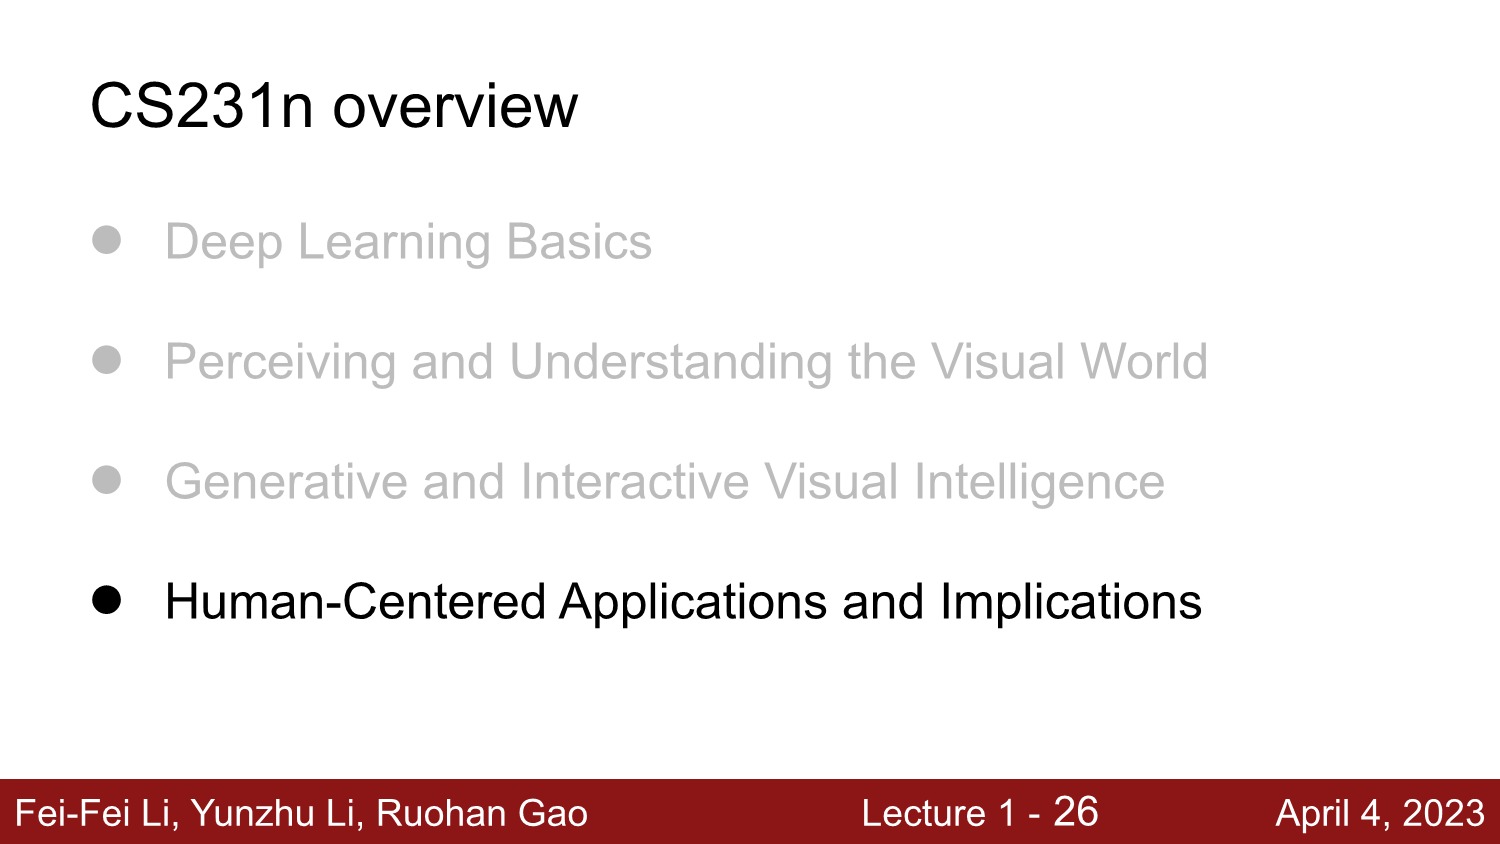 CS231n overview
● Deep Learning Basics
● Perceiving and Understanding the Visual World
● Generative and Interactive Visual Intelligence
● Human-Centered Applications and Implications
Fei-Fei Li, Yunzhu Li, Ruohan Gao Lecture 1 - 26 April 4, 2023